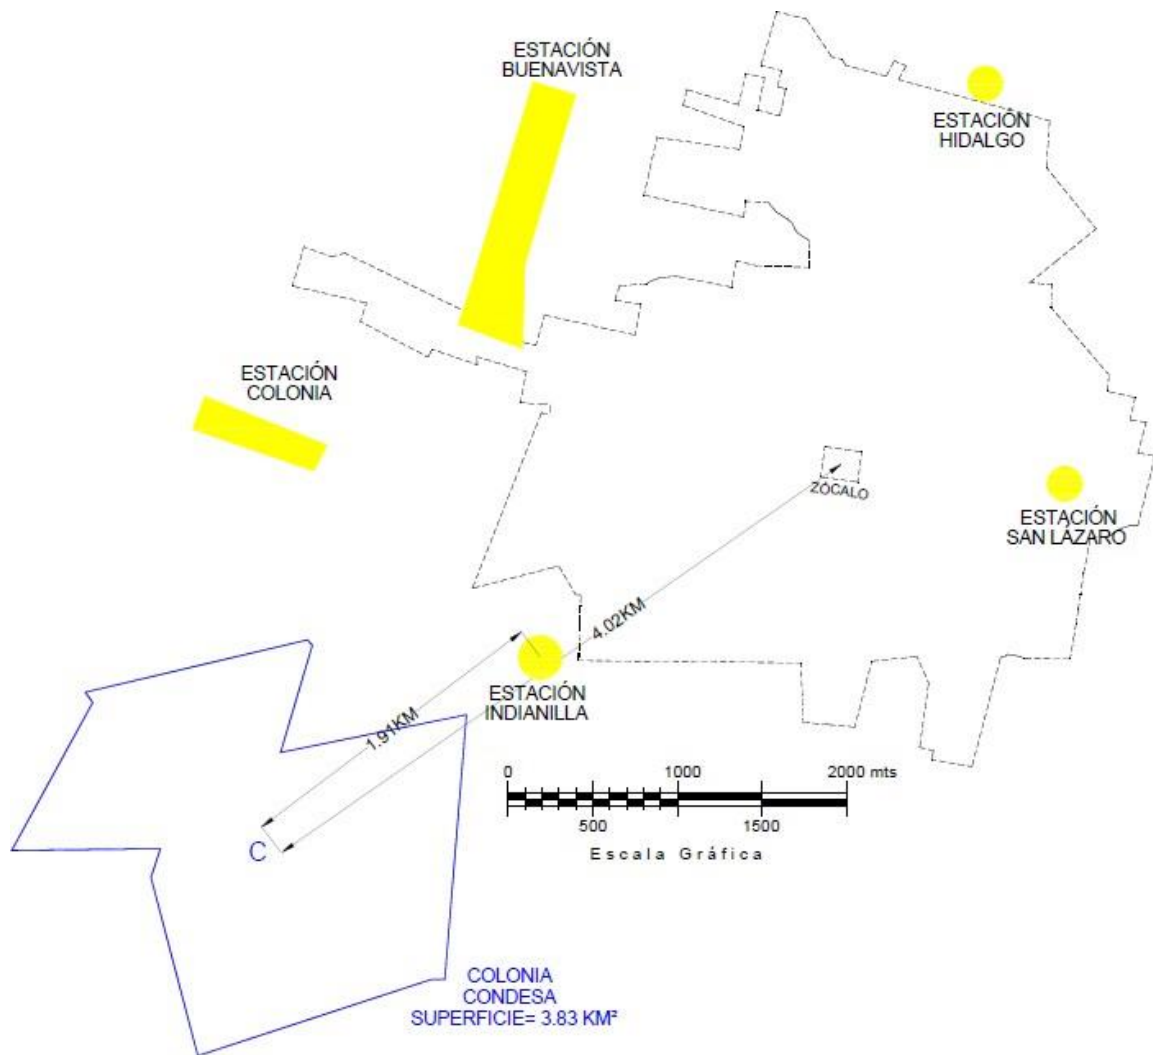 ESTACIÓN
BUENAVISTA
ESTACIÓN
HIDALGO
ESTACIÓN
COLONIA
ZÓCALO
ESTACIÓN
SAN LÁZARO
4.02KM
ESTACIÓN
INDIANILLA
1.91KM
0 1000 2000 mts
500 1500
Escala Gráfica
C
COLONIA
CONDESA
SUPERFICIE= 3.83 KM²